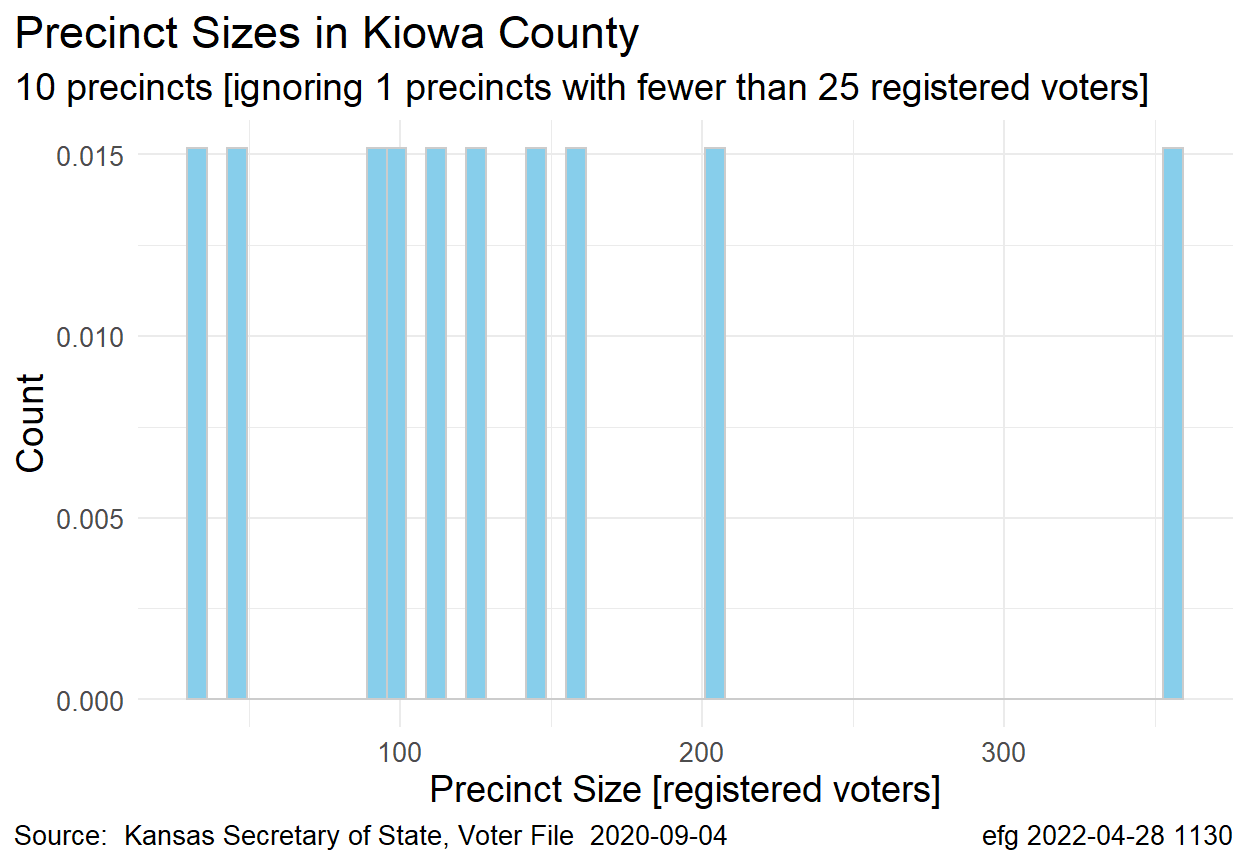 Precinct Sizes in Kiowa County
10 precincts [ignoring 1 precincts with fewer than 25 registered voters]
Count
0.015
0.010
0.005
0.000
100 200 300
Precinct Size [registered voters]
Source:  Kansas Secretary of State, Voter File  2020-09-04
efg 2022-04-28 1130